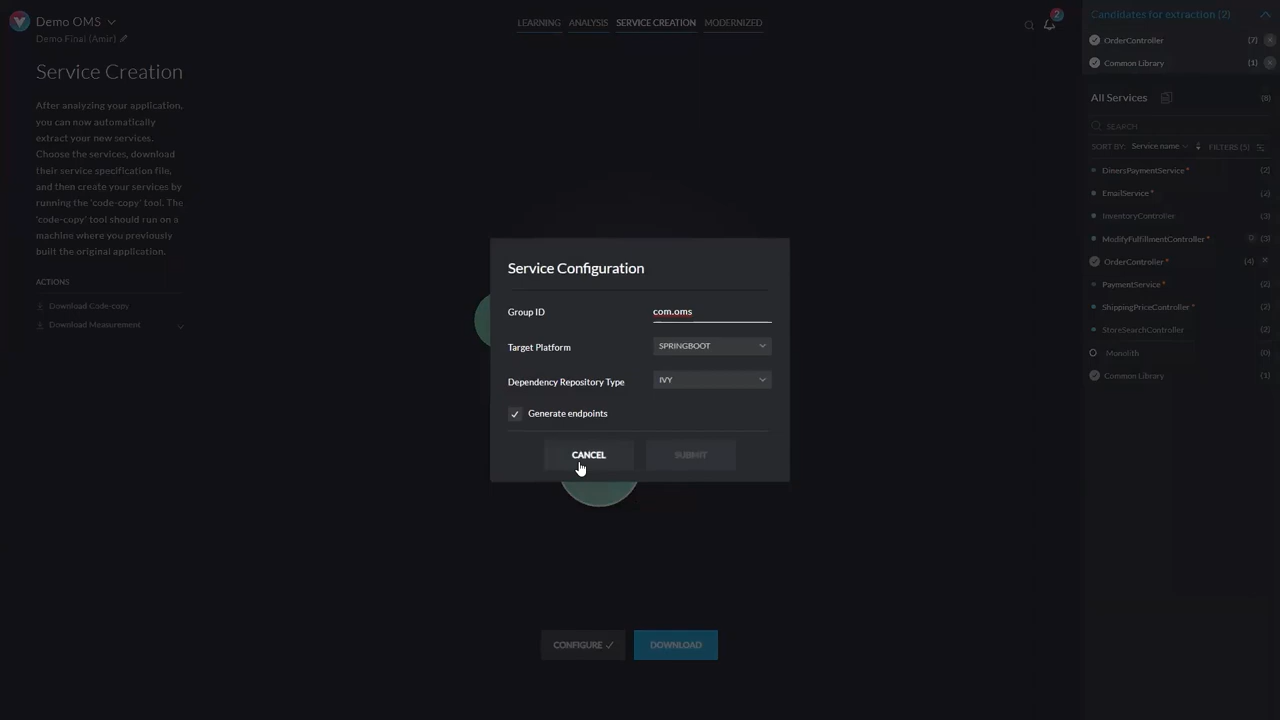 Demo OMS
Demo Final (Amir)
LEARNING
ANALYSIS
SERVICE CREATION
MODERNIZED
2
Service Creation
After analyzing your application,
you can now automatically
extract your new services.
Choose the services, download
their service specification file,
and then create your services by
running the 'code-copy' tool. The
'code-copy' tool should run on a
machine where you previously
built the original application.
ACTIONS
Download Code-copy
Download Measurement
Service Configuration
Group ID com.oms
Target Platform SPRINGBOOT
Dependency Repository Type IVY
Generate endpoints
CANCEL SUBMIT
CONFIGURE ✓ DOWNLOAD
Candidates for extraction (2)
OrderController (7)
Common Library (1)
All Services (8)
SEARCH
SORT BY: Service name FILTERS (5)
DinersPaymentService * (2)
EmailService * (2)
InventoryController (3)
ModifyFulfillmentController * (5)
OrderController * (4)
PaymentService * (2)
ShippingPriceController * (2)
StoreSearchController (2)
Monolith (0)
Common Library (1)